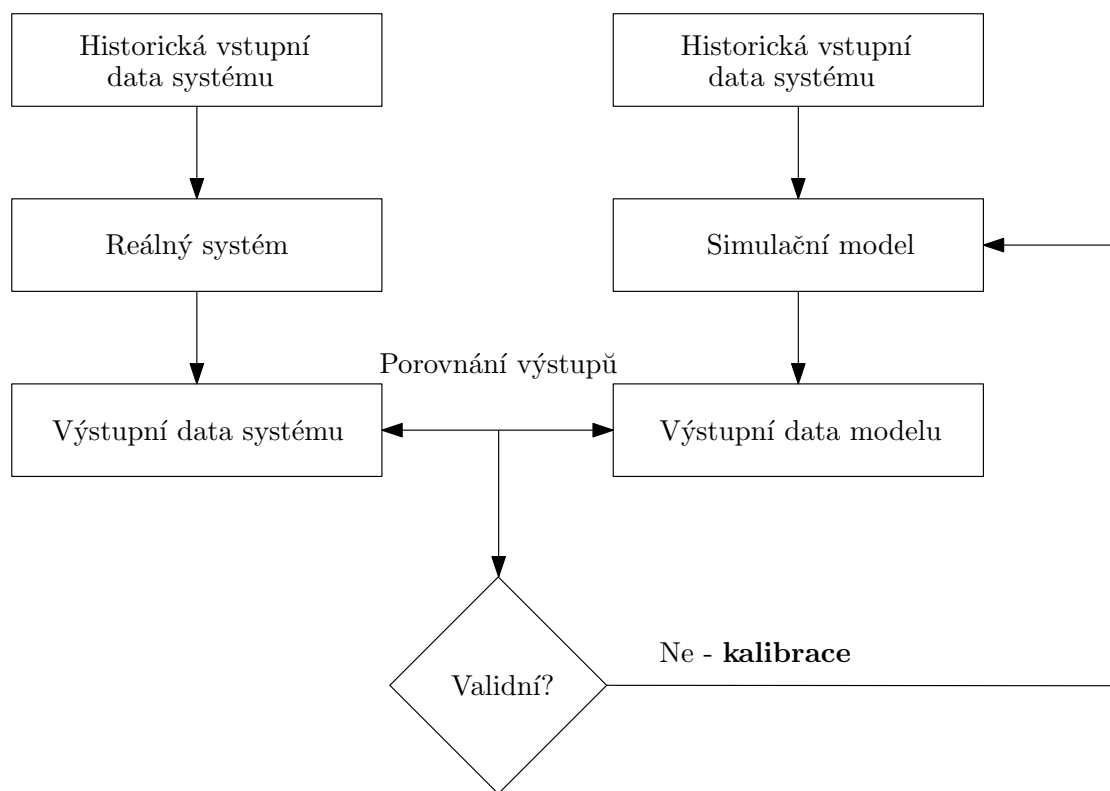 Historická vstupní
data systému
Historická vstupní
data systému
Reálný systém
Simulační model
Porovnání výstupŭ
Výstupní data systému
Výstupní data modelu
Validní?
Ne - kalibrace